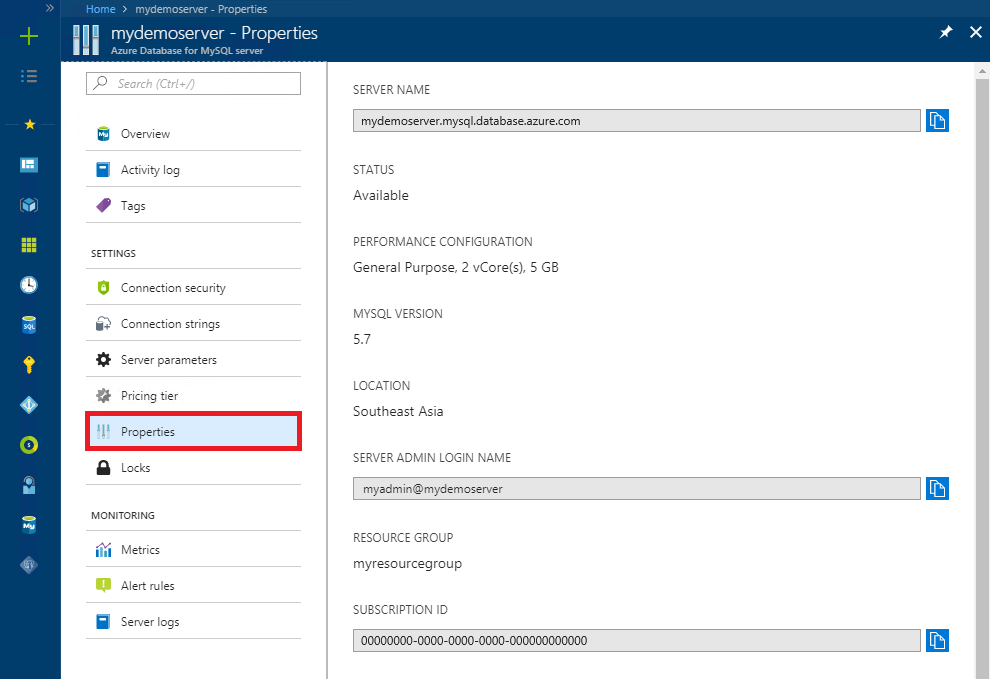 Home > mydemoserver - Properties
mydemoserver - Properties
Azure Database for MySQL server
Search (Ctrl+/)
Overview
Activity log
Tags
SETTINGS
Connection security
Connection strings
Server parameters
Pricing tier
Properties
Locks
MONITORING
Metrics
Alert rules
Server logs
SERVER NAME
mydemoserver.mysql.database.azure.com
STATUS
Available
PERFORMANCE CONFIGURATION
General Purpose, 2 vCore(s), 5 GB
MYSQL VERSION
5.7
LOCATION
Southeast Asia
SERVER ADMIN LOGIN NAME
myadmin@mydemoserver
RESOURCE GROUP
myresourcegroup
SUBSCRIPTION ID
00000000-0000-0000-0000-000000000000
SQL
My